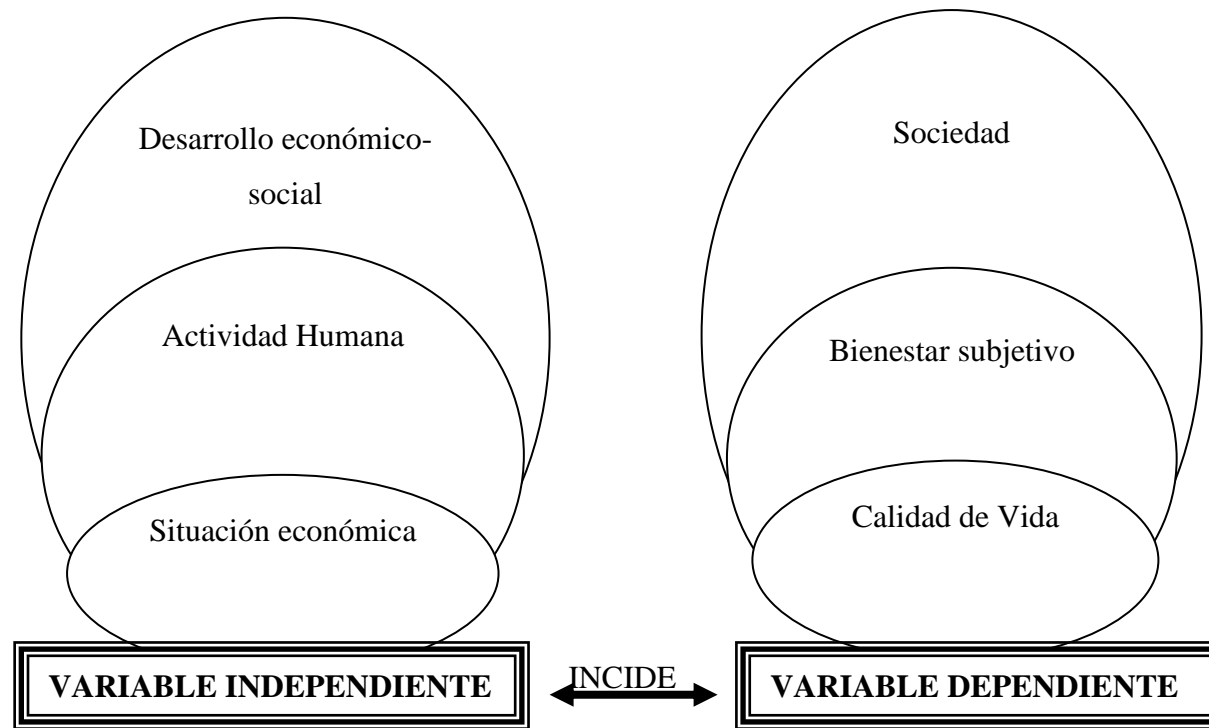 Desarrollo económico-
social
Actividad Humana
Situación económica
VARIABLE INDEPENDIENTE
INCIDE
Sociedad
Bienestar subjetivo
Calidad de Vida
VARIABLE DEPENDIENTE